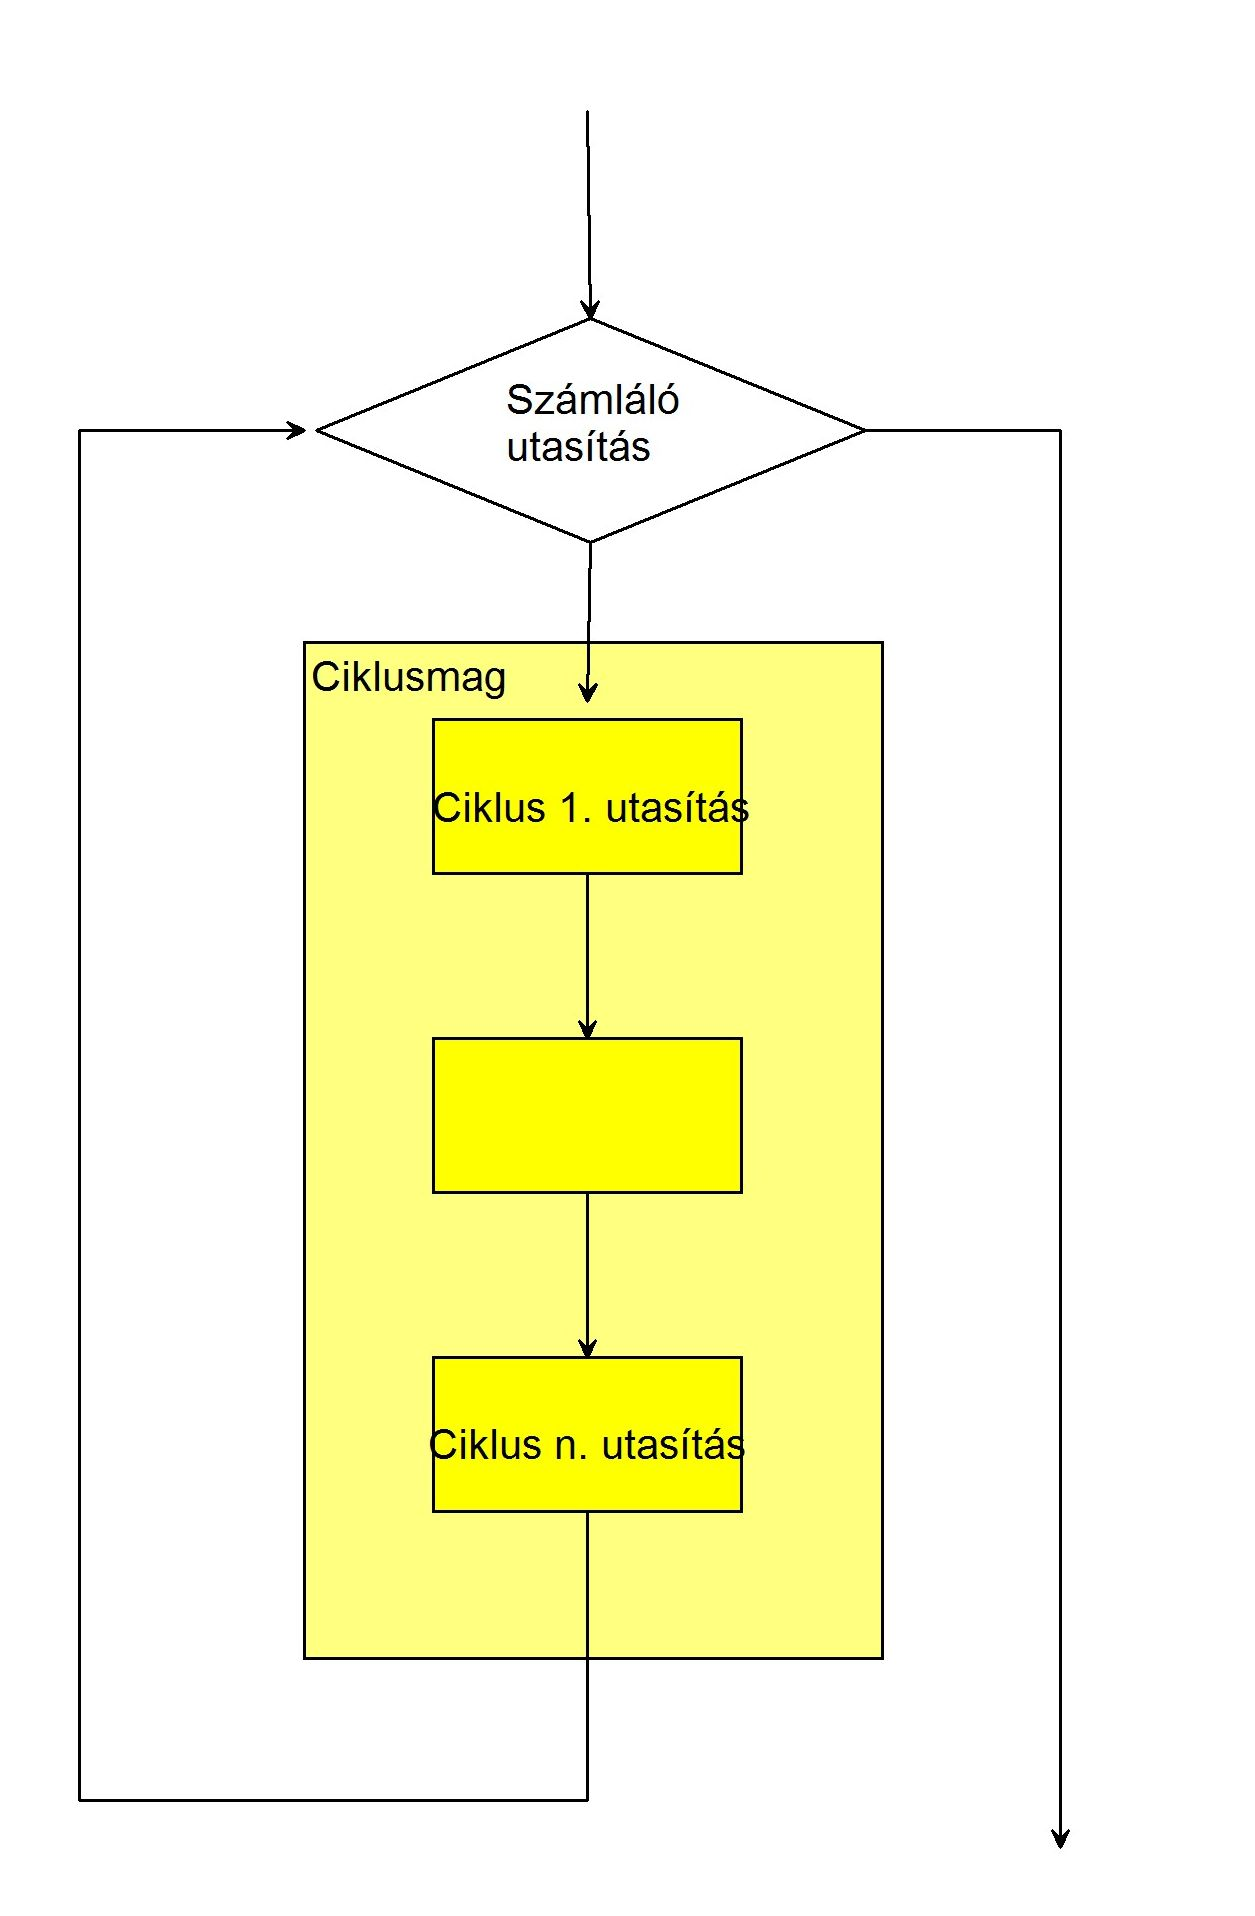 Számláló
utasítás
Ciklusmag
Ciklus 1. utasítás
Ciklus n. utasítás